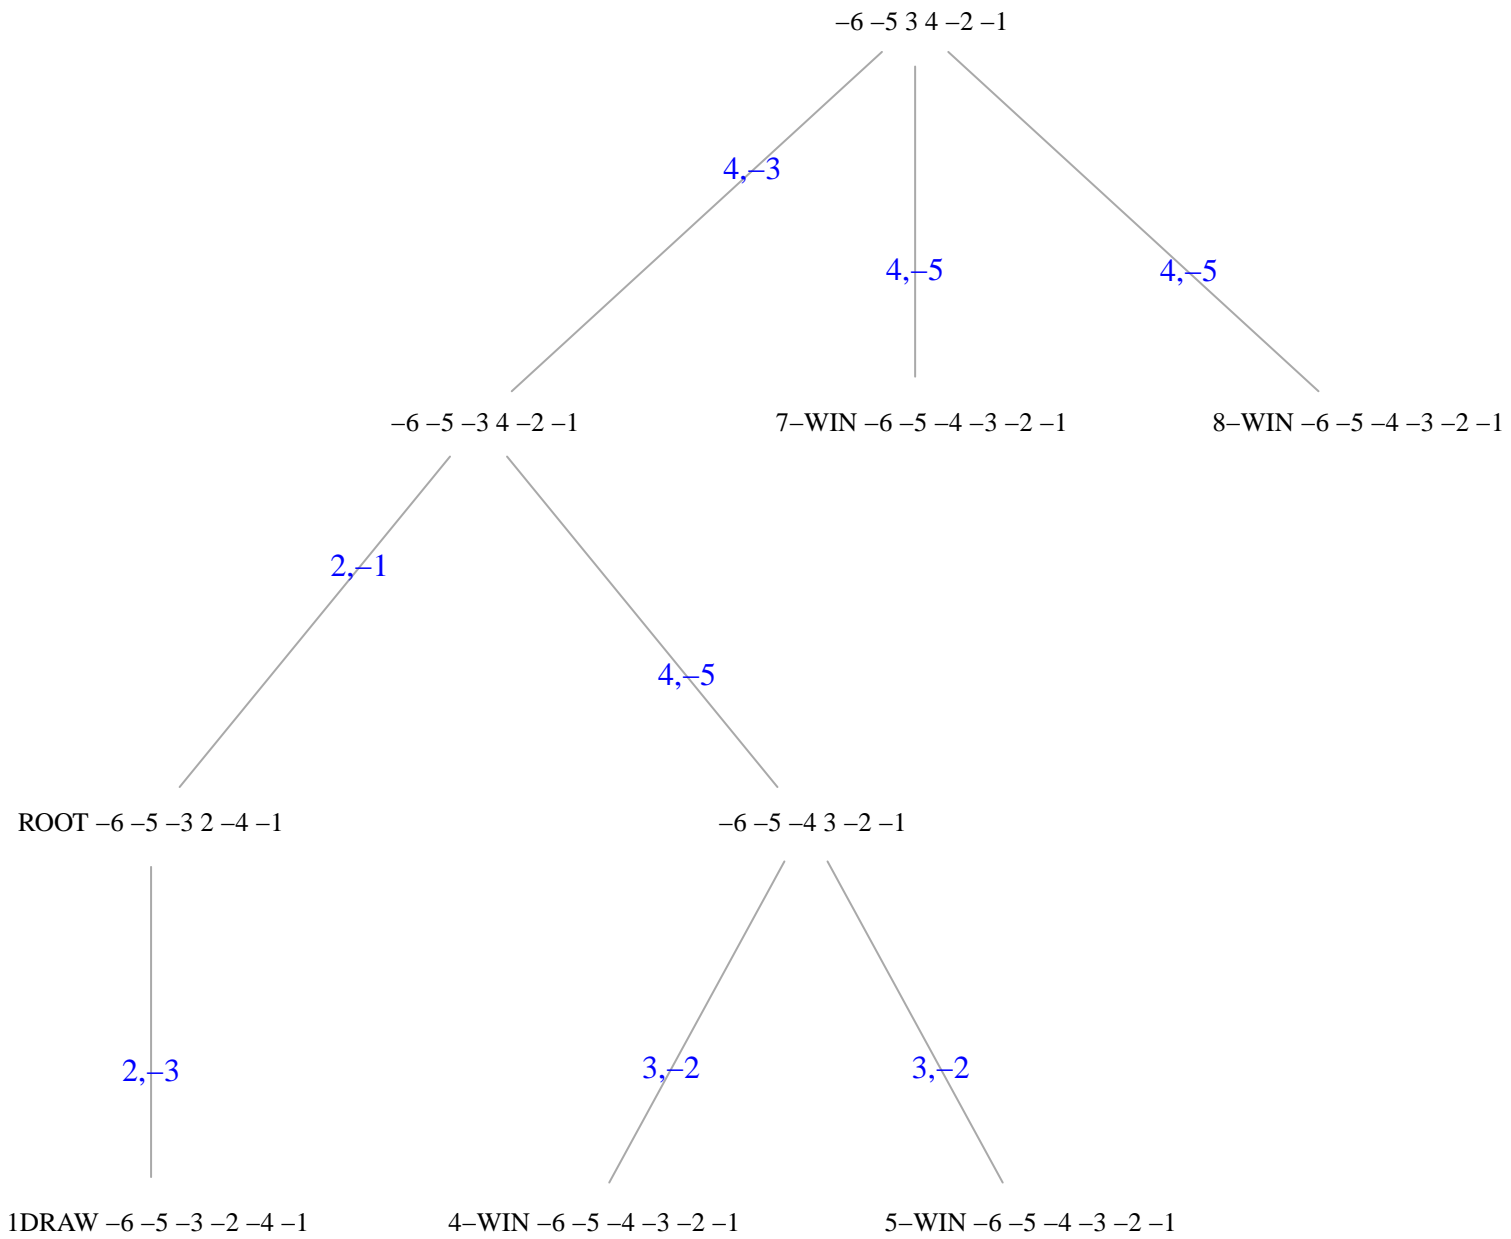 –6 –5 3 4 –2 –1
4,–3
4,–5
4,–5
–6 –5 –3 4 –2 –1
7–WIN –6 –5 –4 –3 –2 –1
8–WIN –6 –5 –4 –3 –2 –1
2,–1
4,–5
ROOT –6 –5 –3 2 –4 –1
–6 –5 –4 3 –2 –1
2,–3
3,–2
3,–2
1DRAW –6 –5 –3 –2 –4 –1
4–WIN –6 –5 –4 –3 –2 –1
5–WIN –6 –5 –4 –3 –2 –1